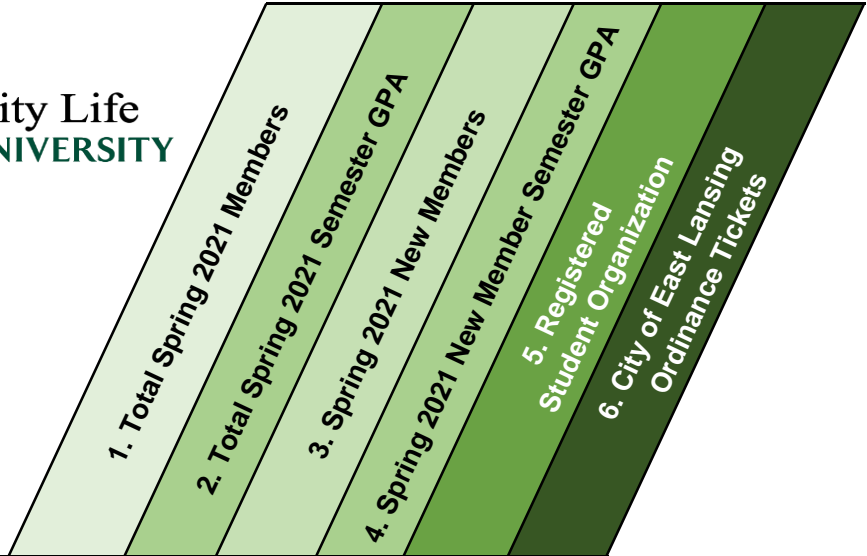 ity Life
NIVERSITY
1. Total Spring 2021 Members
2. Total Spring 2021 Semester GPA
3. Spring 2021 New Members
4. Spring 2021 New Member Semester GPA
5. Registered
Student Organization
6. City of East Lansing
Ordinance Tickets